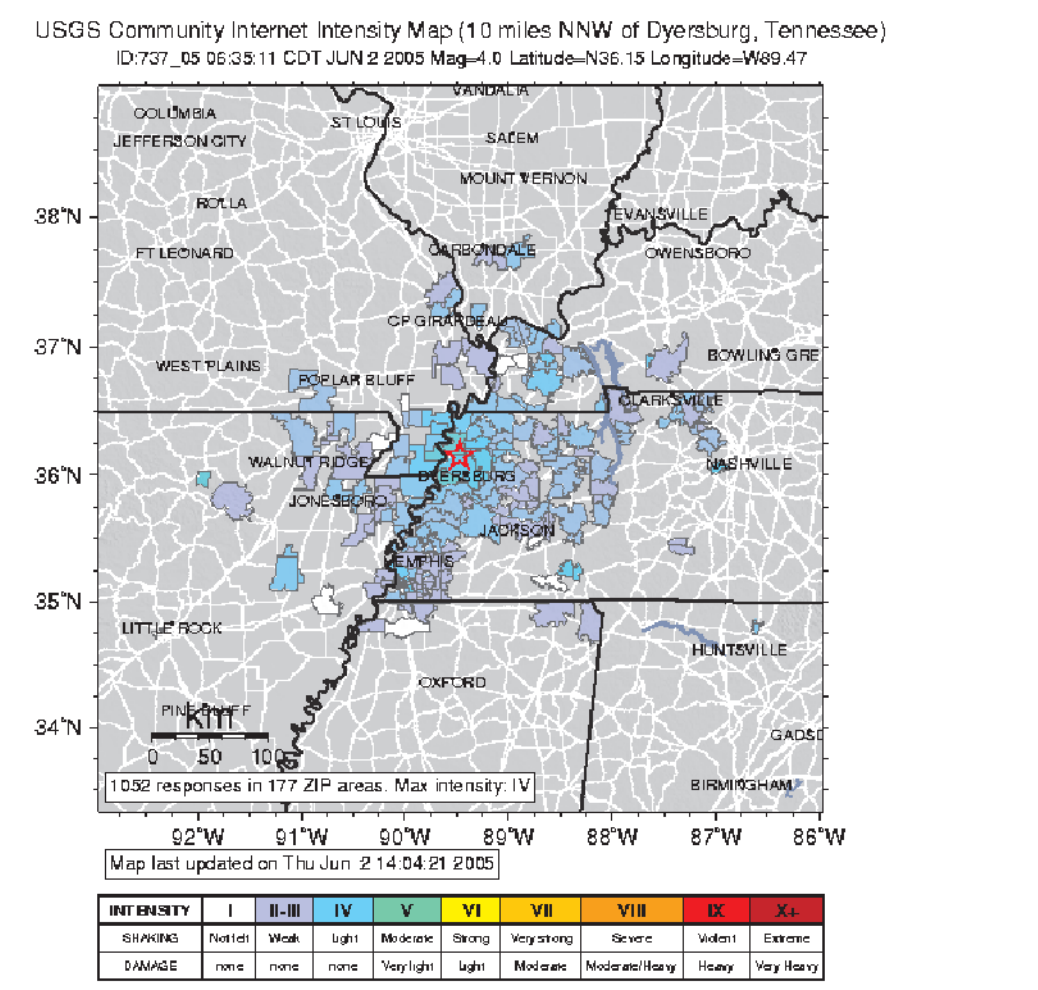 USGS Community Internet Intensity Map (10 miles NNW of Dyersburg, Tennessee)
ID:737_05 06:35:11 CDT JUN 2 2005 Mag=4.0 Latitude=N36.15 Longitude=W89.47
VANDALIA
COLUMBIA
ST LOUIS
JEFFERSON CITY
SALEM
MOUNT VERNON
ROLLA
38°N
EVANSVILLE
CARBONDALE
FT LEONARD
OWENSBORO
CP GIRARDEAU
37°N
BOWLING GRE
WEST PLAINS
POPLAR BLUFF
CLARKSVILLE
WALNUT RIDGE
NASHVILLE
36°N
DYERSBURG
JONESBORO
JACKSON
EMPHIS
35°N
LITTLE ROCK
HUNTSVILLE
OXFORD
PINE BLUFF
km
34°N
GADSD
0 50 100
1052 responses in 177 ZIP areas. Max intensity: IV
BIRMINGHAM
92°W 91°W 90°W 89°W 88°W 87°W 86°W
Map last updated on Thu Jun 2 14:04:21 2005
INTENSITY I II-III IV V VI VII VIII IX X+
SHAKING Not felt Weak Light Moderate Strong Very strong Severe Violent Extreme
DAMAGE none none none Very light Light Moderate Moderate/Heavy Heavy Very Heavy